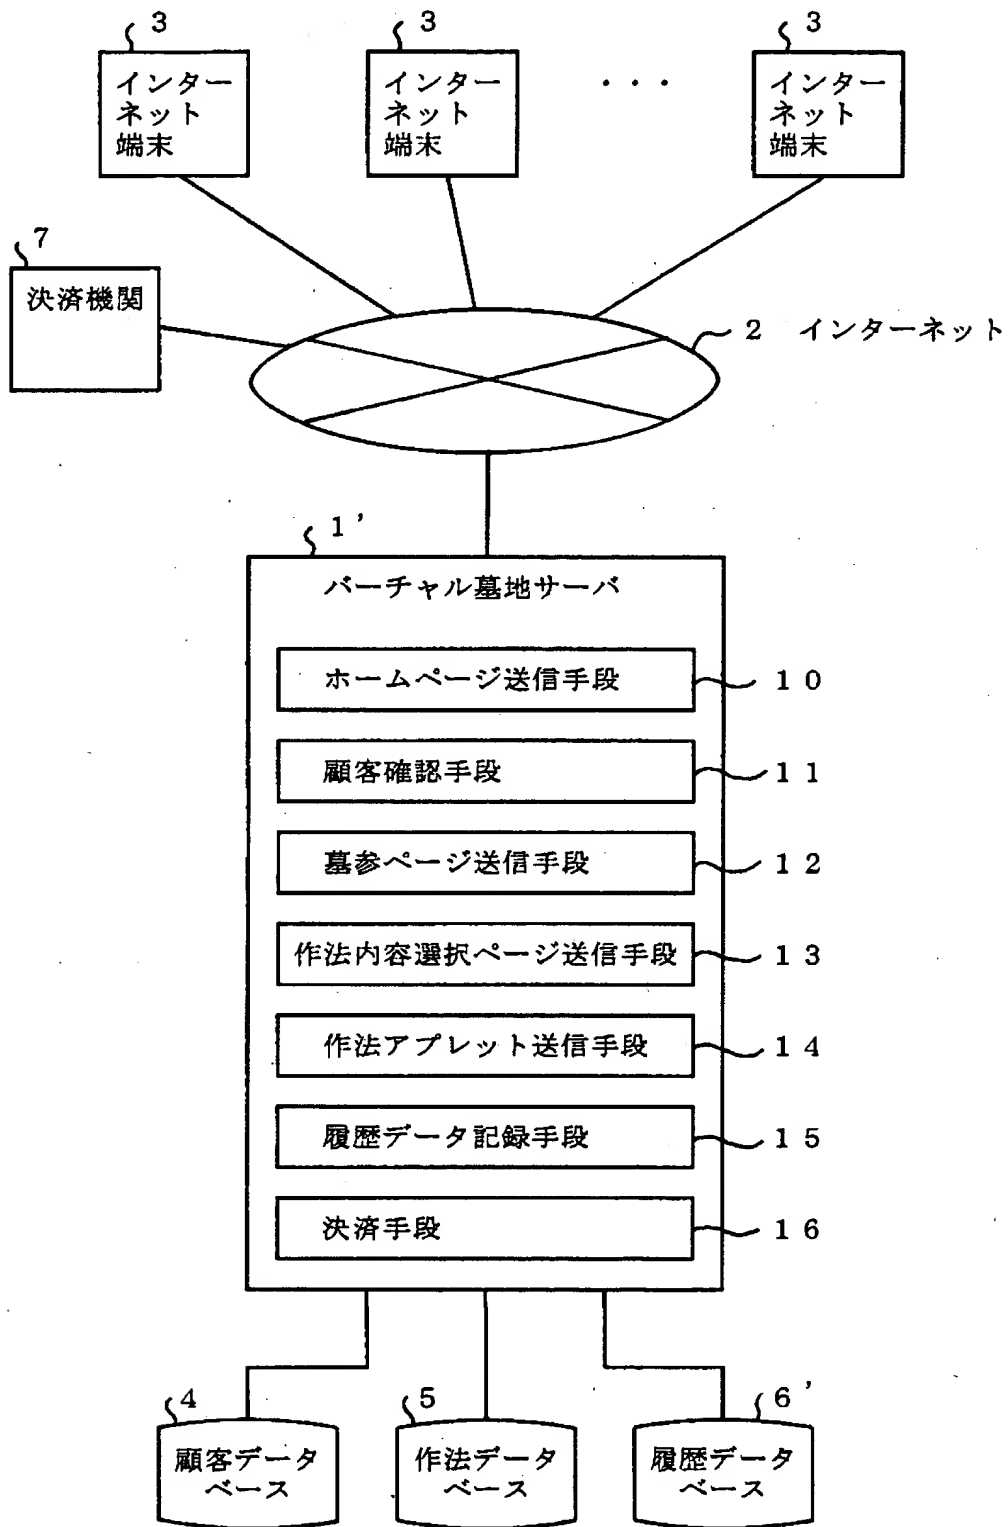 3
3
3
インター
ネット
端末
インター
ネット
端末
・・・
インター
ネット
端末
7
決済機関
2 インターネット
1'
バーチャル墓地サーバ
ホームページ送信手段
10
顧客確認手段
11
墓参ページ送信手段
12
作法内容選択ページ送信手段
13
作法アプレット送信手段
14
履歴データ記録手段
15
決済手段
16
4
顧客データ
ベース
5
作法データ
ベース
6'
履歴データ
ベース